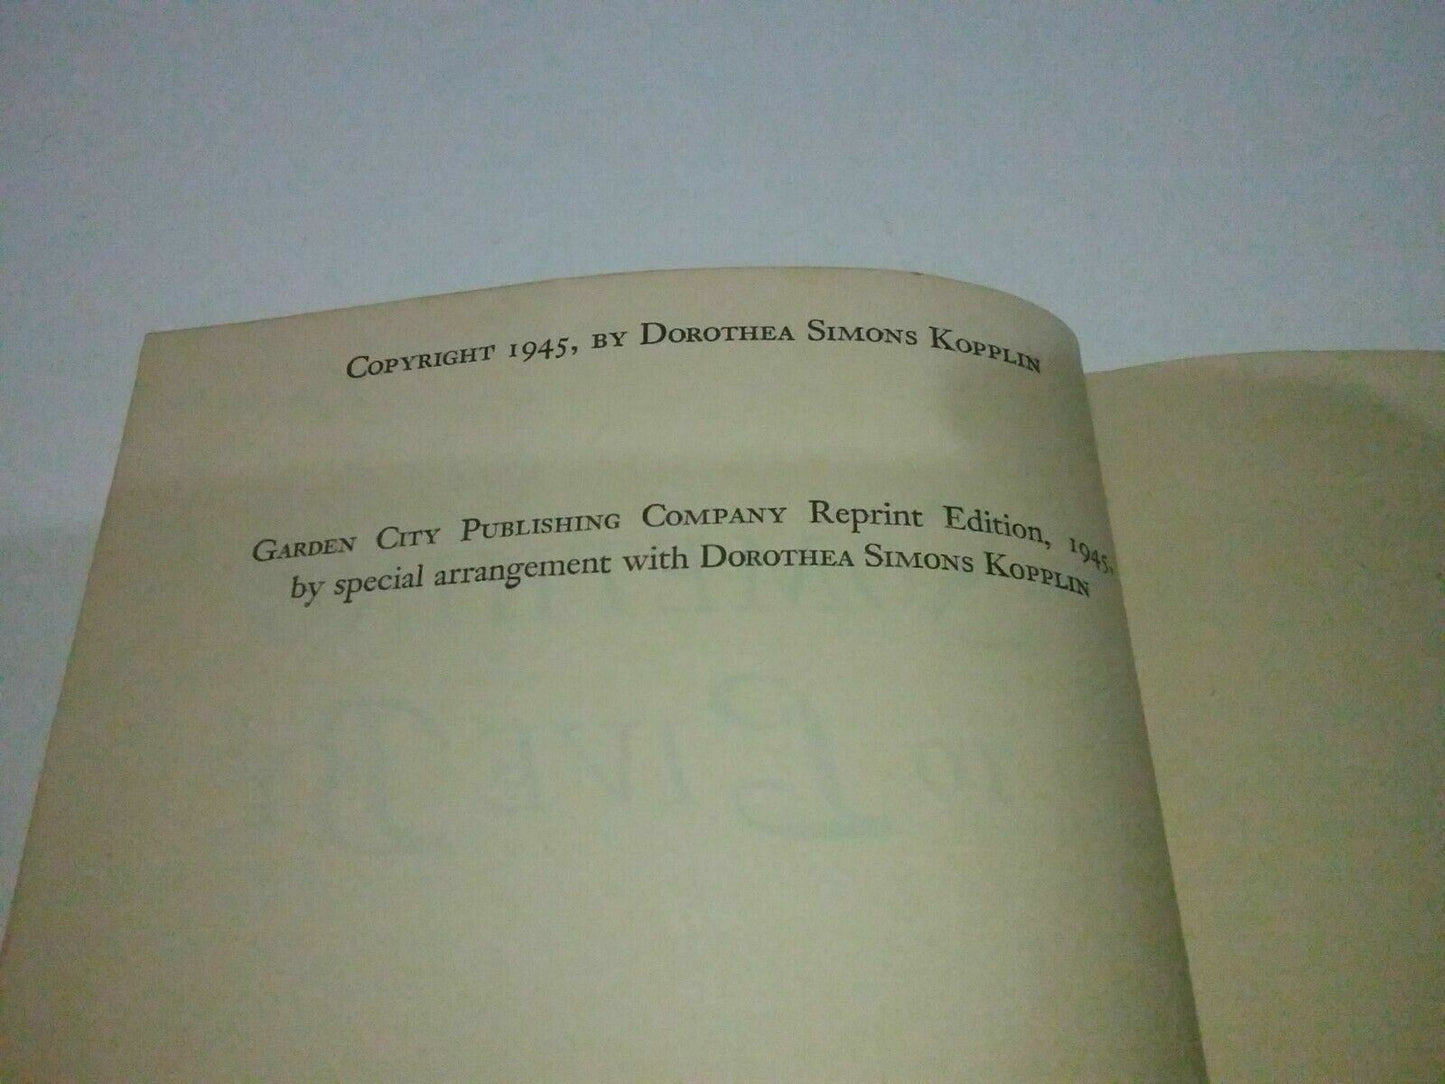 COPYRIGHT 1945, BY DOROTHEA SIMONS KOPPLIN
GARDEN CITY PUBLISHING COMPANY Reprint Edition, 1945,
by special arrangement with DOROTHEA SIMONS KOPPLIN